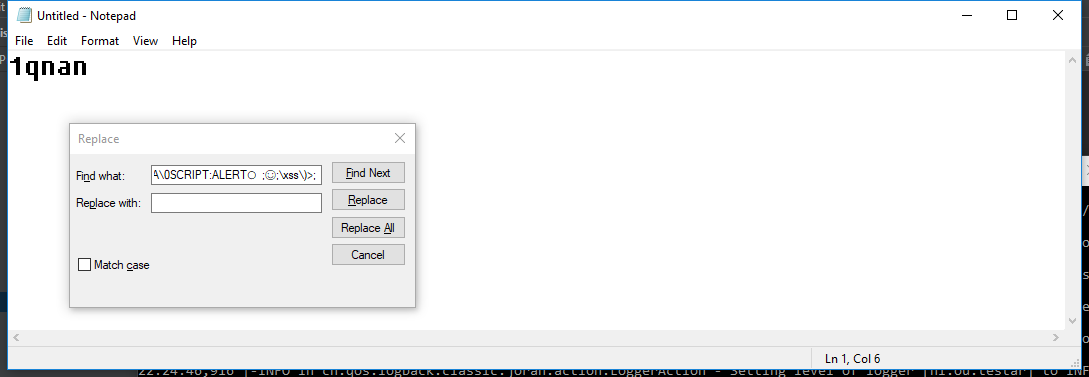 Untitled - Notepad
File Edit Format View Help
1qnan
Replace
Find what: A\0SCRIPT:ALERT○ ;☺;\xss\)>; Find Next
Replace with: Replace
Replace All
Cancel
Match case
Ln 1, Col 6
22:24:46,916 |-INFO in ch.qos.logback.classic.joran.action.LoggerAction - Setting level of logger [nl.ou.testar] to INF